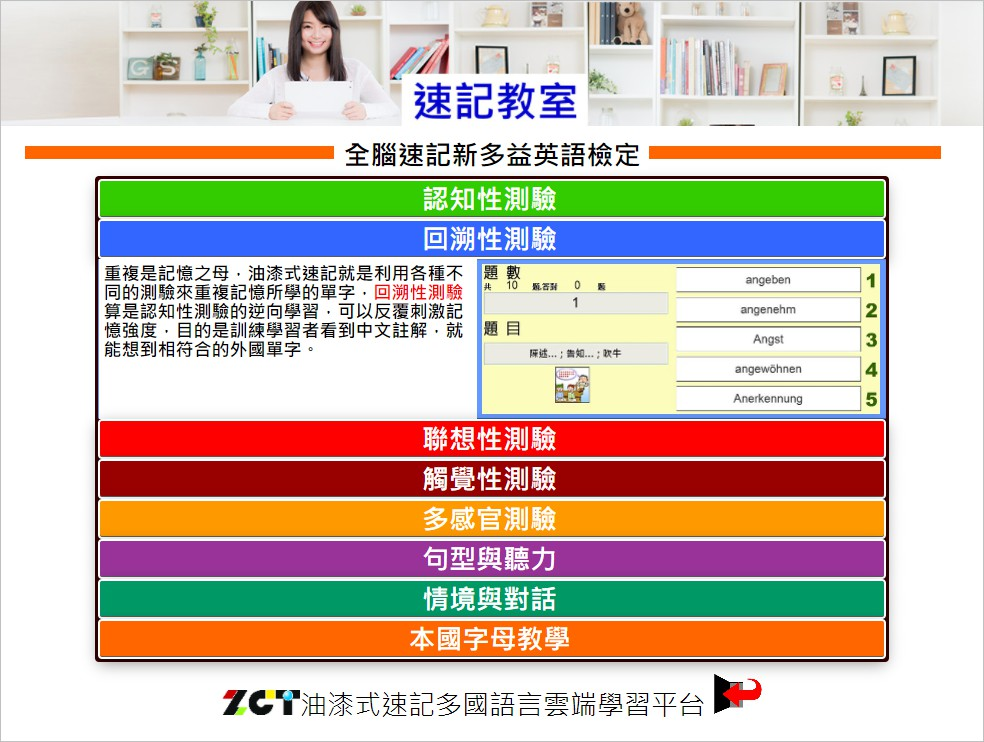 速記教室
全腦速記新多益英語檢定
認知性測驗
回溯性測驗
重複是記憶之母，油漆式速記就是利用各種不
同的測驗來重複記憶所學的單字，回溯性測驗
算是認知性測驗的逆向學習，可以反覆刺激記
憶強度，目的是訓練學習者看到中文註解，就
能想到相符合的外國單字。
題 數
共 10 題,答對 0 題
1
題 目
陳述...；告知...；吹牛
angeben 1
angenehm 2
Angst 3
angewöhnen 4
Anerkennung 5
聯想性測驗
觸覺性測驗
多感官測驗
句型與聽力
情境與對話
本國字母教學
ZCT油漆式速記多國語言雲端學習平台